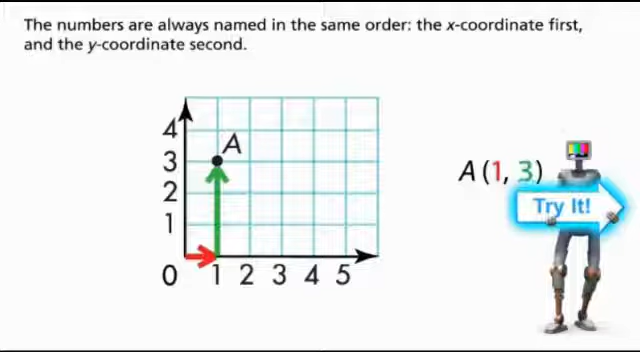 The numbers are always named in the same order: the x-coordinate first,
and the y-coordinate second.
4
A
3
A (1, 3)
2
Try It!
1
0 1 2 3 4 5